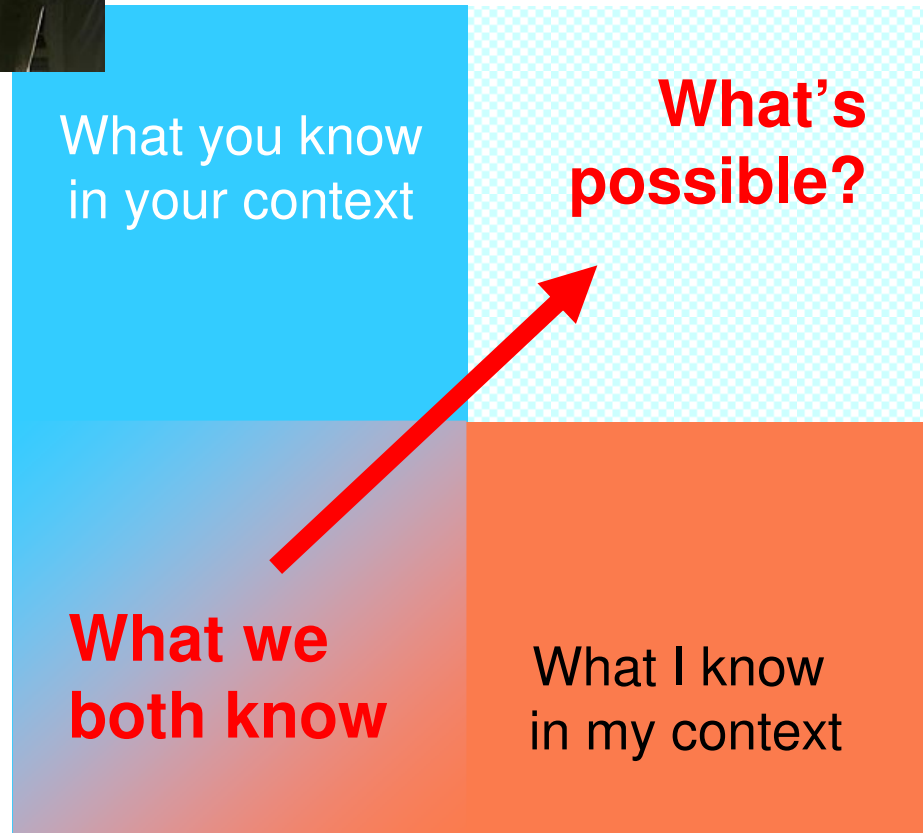 What you know
in your context
What’s
possible?
What we
both know
What I know
in my context